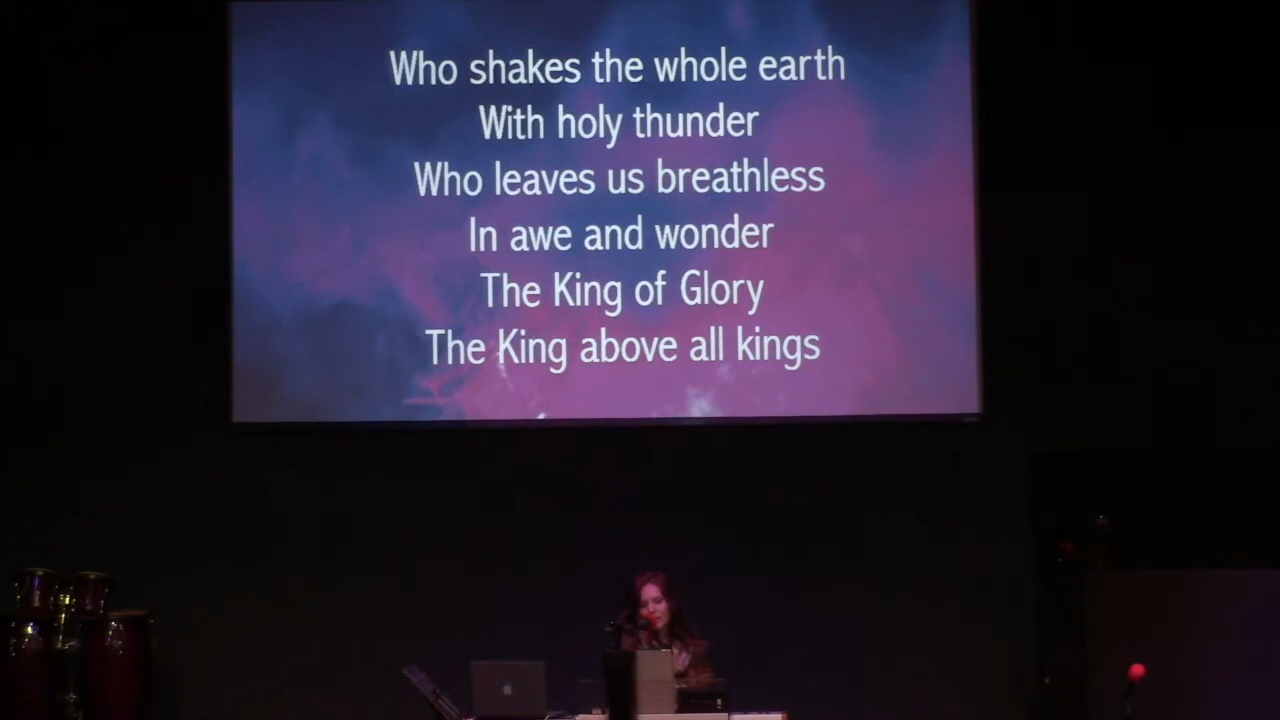 Who shakes the whole earth
With holy thunder
Who leaves us breathless
In awe and wonder
The King of Glory
The King above all kings